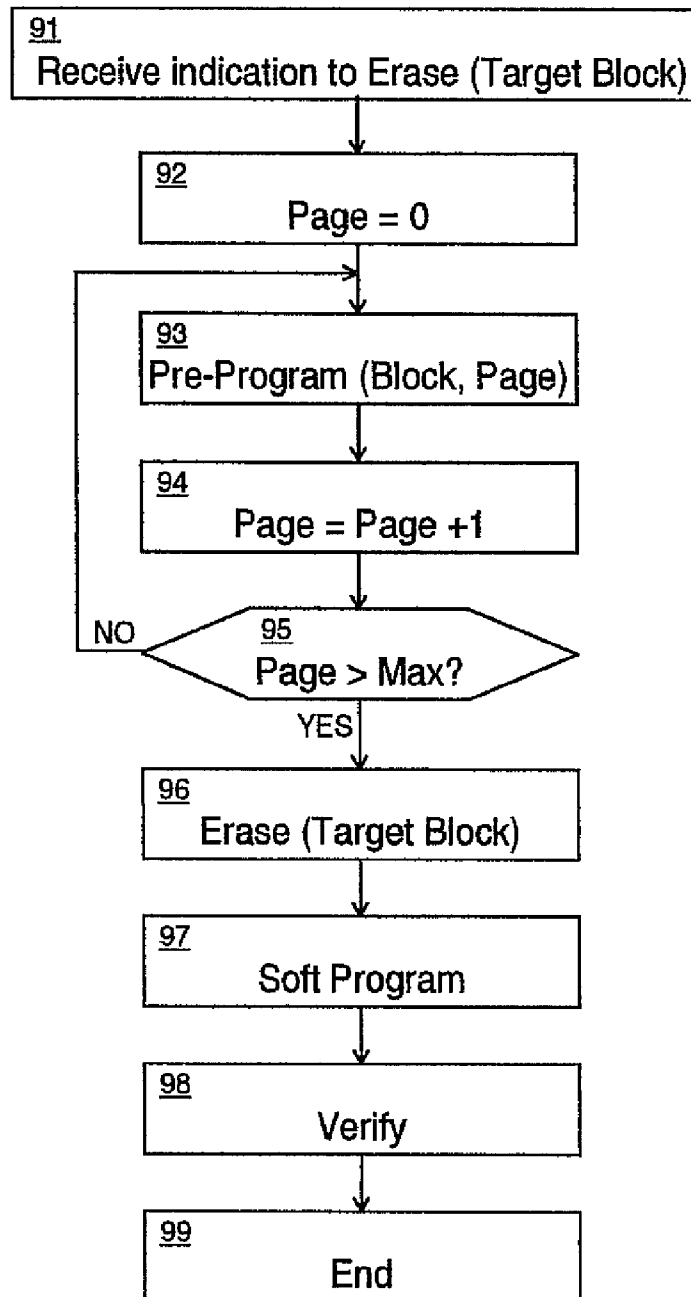 91
Receive indication to Erase (Target Block)
92
Page = 0
93
Pre-Program (Block, Page)
94
Page = Page +1
NO
95
Page > Max?
YES
96
Erase (Target Block)
97
Soft Program
98
Verify
99
End